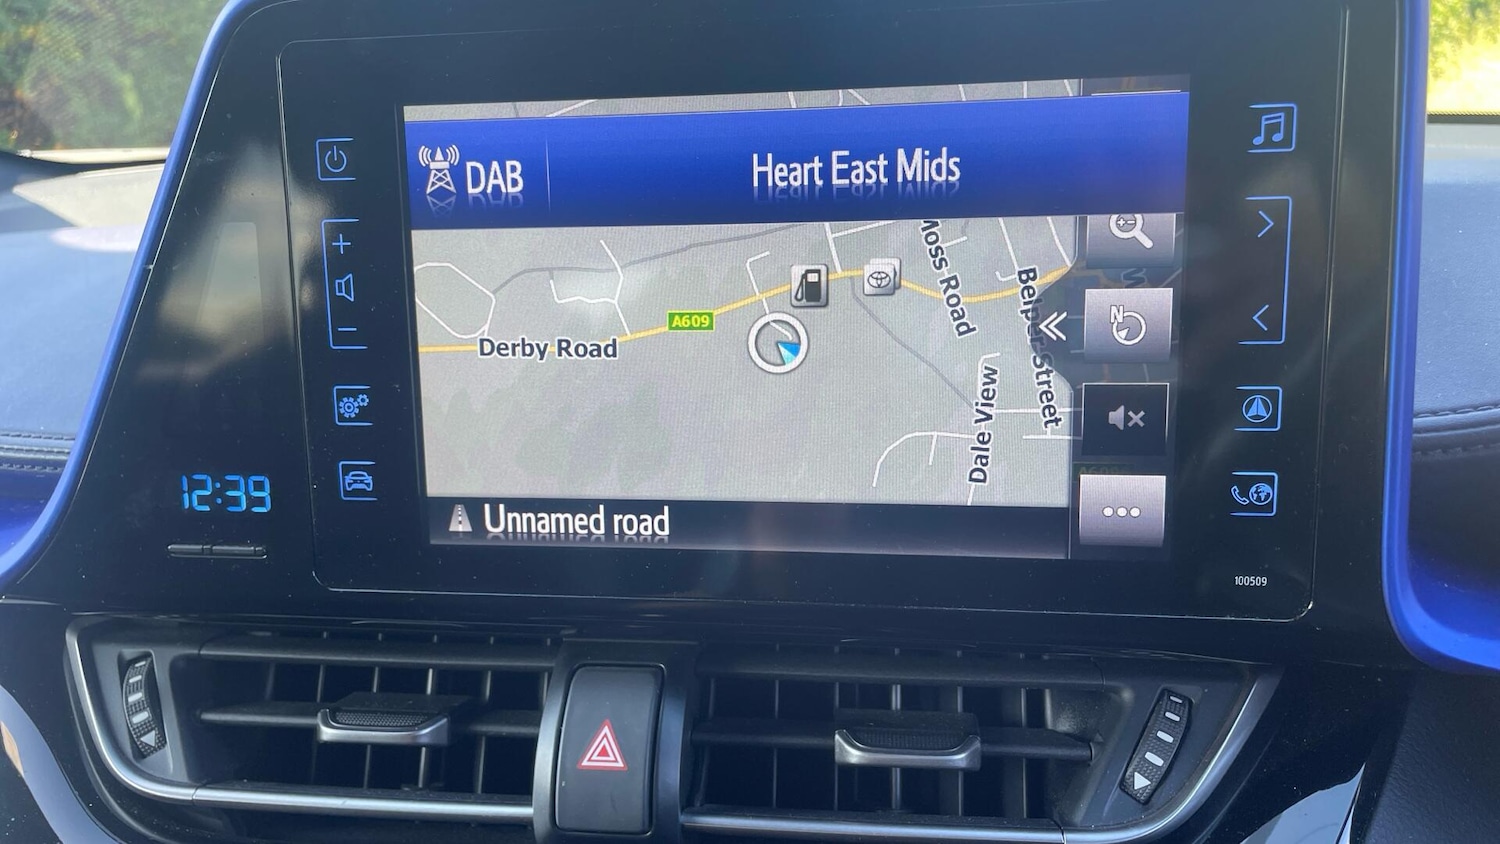 DAB
Heart East Mids
Moss Road
Belper Street
N
A609
Derby Road
Dale View
12:39
Unnamed road
100509